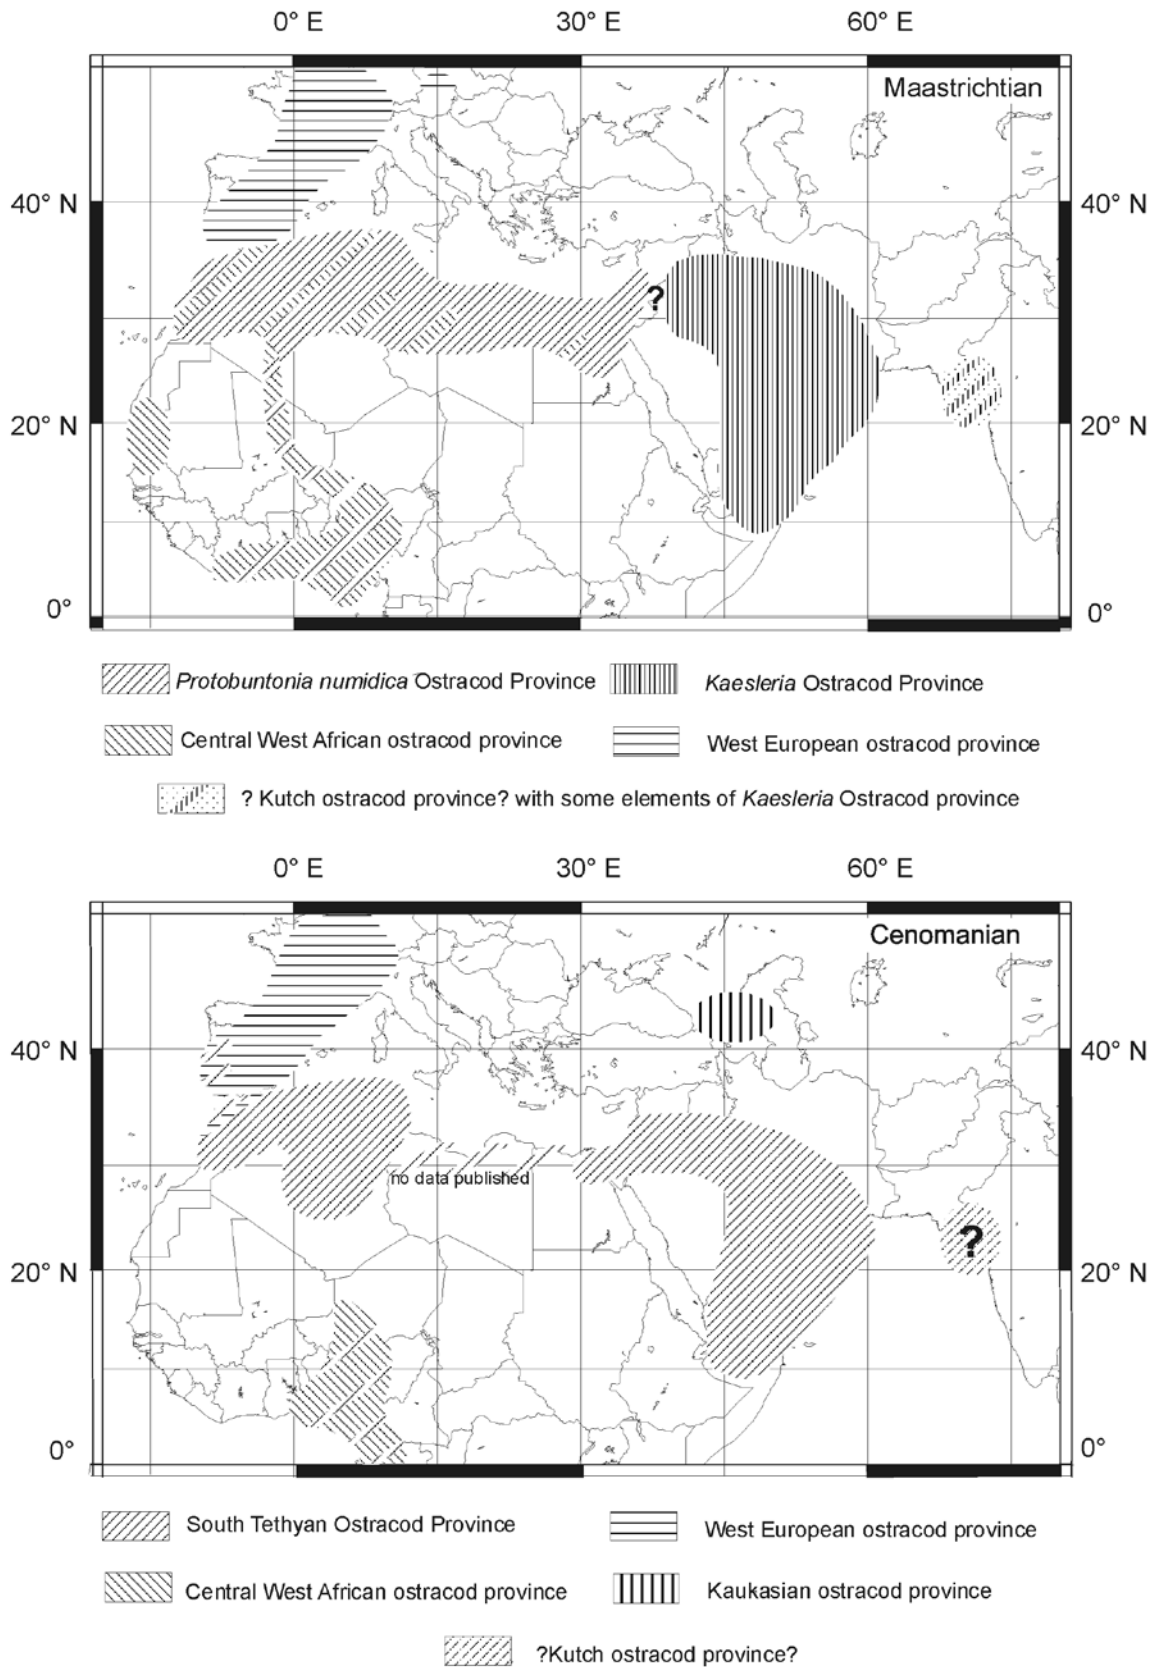 0° E 30° E 60° E
Maastrichtian
40° N 40° N
?
20° N 20° N
0° 0°
Protobuntonia numidica Ostracod Province Kaesleria Ostracod Province
Central West African ostracod province West European ostracod province
? Kutch ostracod province? with some elements of Kaesleria Ostracod province
0° E 30° E 60° E
Cenomanian
40° N 40° N
no data published
?
20° N 20° N
0° 0°
South Tethyan Ostracod Province West European ostracod province
Central West African ostracod province Kaukasian ostracod province
?Kutch ostracod province?